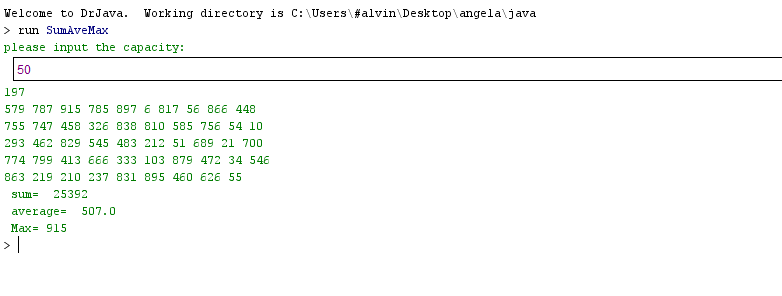 Welcome to DrJava.  Working directory is C:\Users\#alvin\Desktop\angela\java
> run SumAveMax
please input the capacity:
50
197
579 787 915 785 897 6 817 56 866 448
755 747 458 326 838 810 585 756 54 10
293 462 829 545 483 212 51 689 21 700
774 799 413 666 333 103 879 472 34 546
863 219 210 237 831 895 460 626 55
sum=  25392
average=  507.0
Max= 915
>